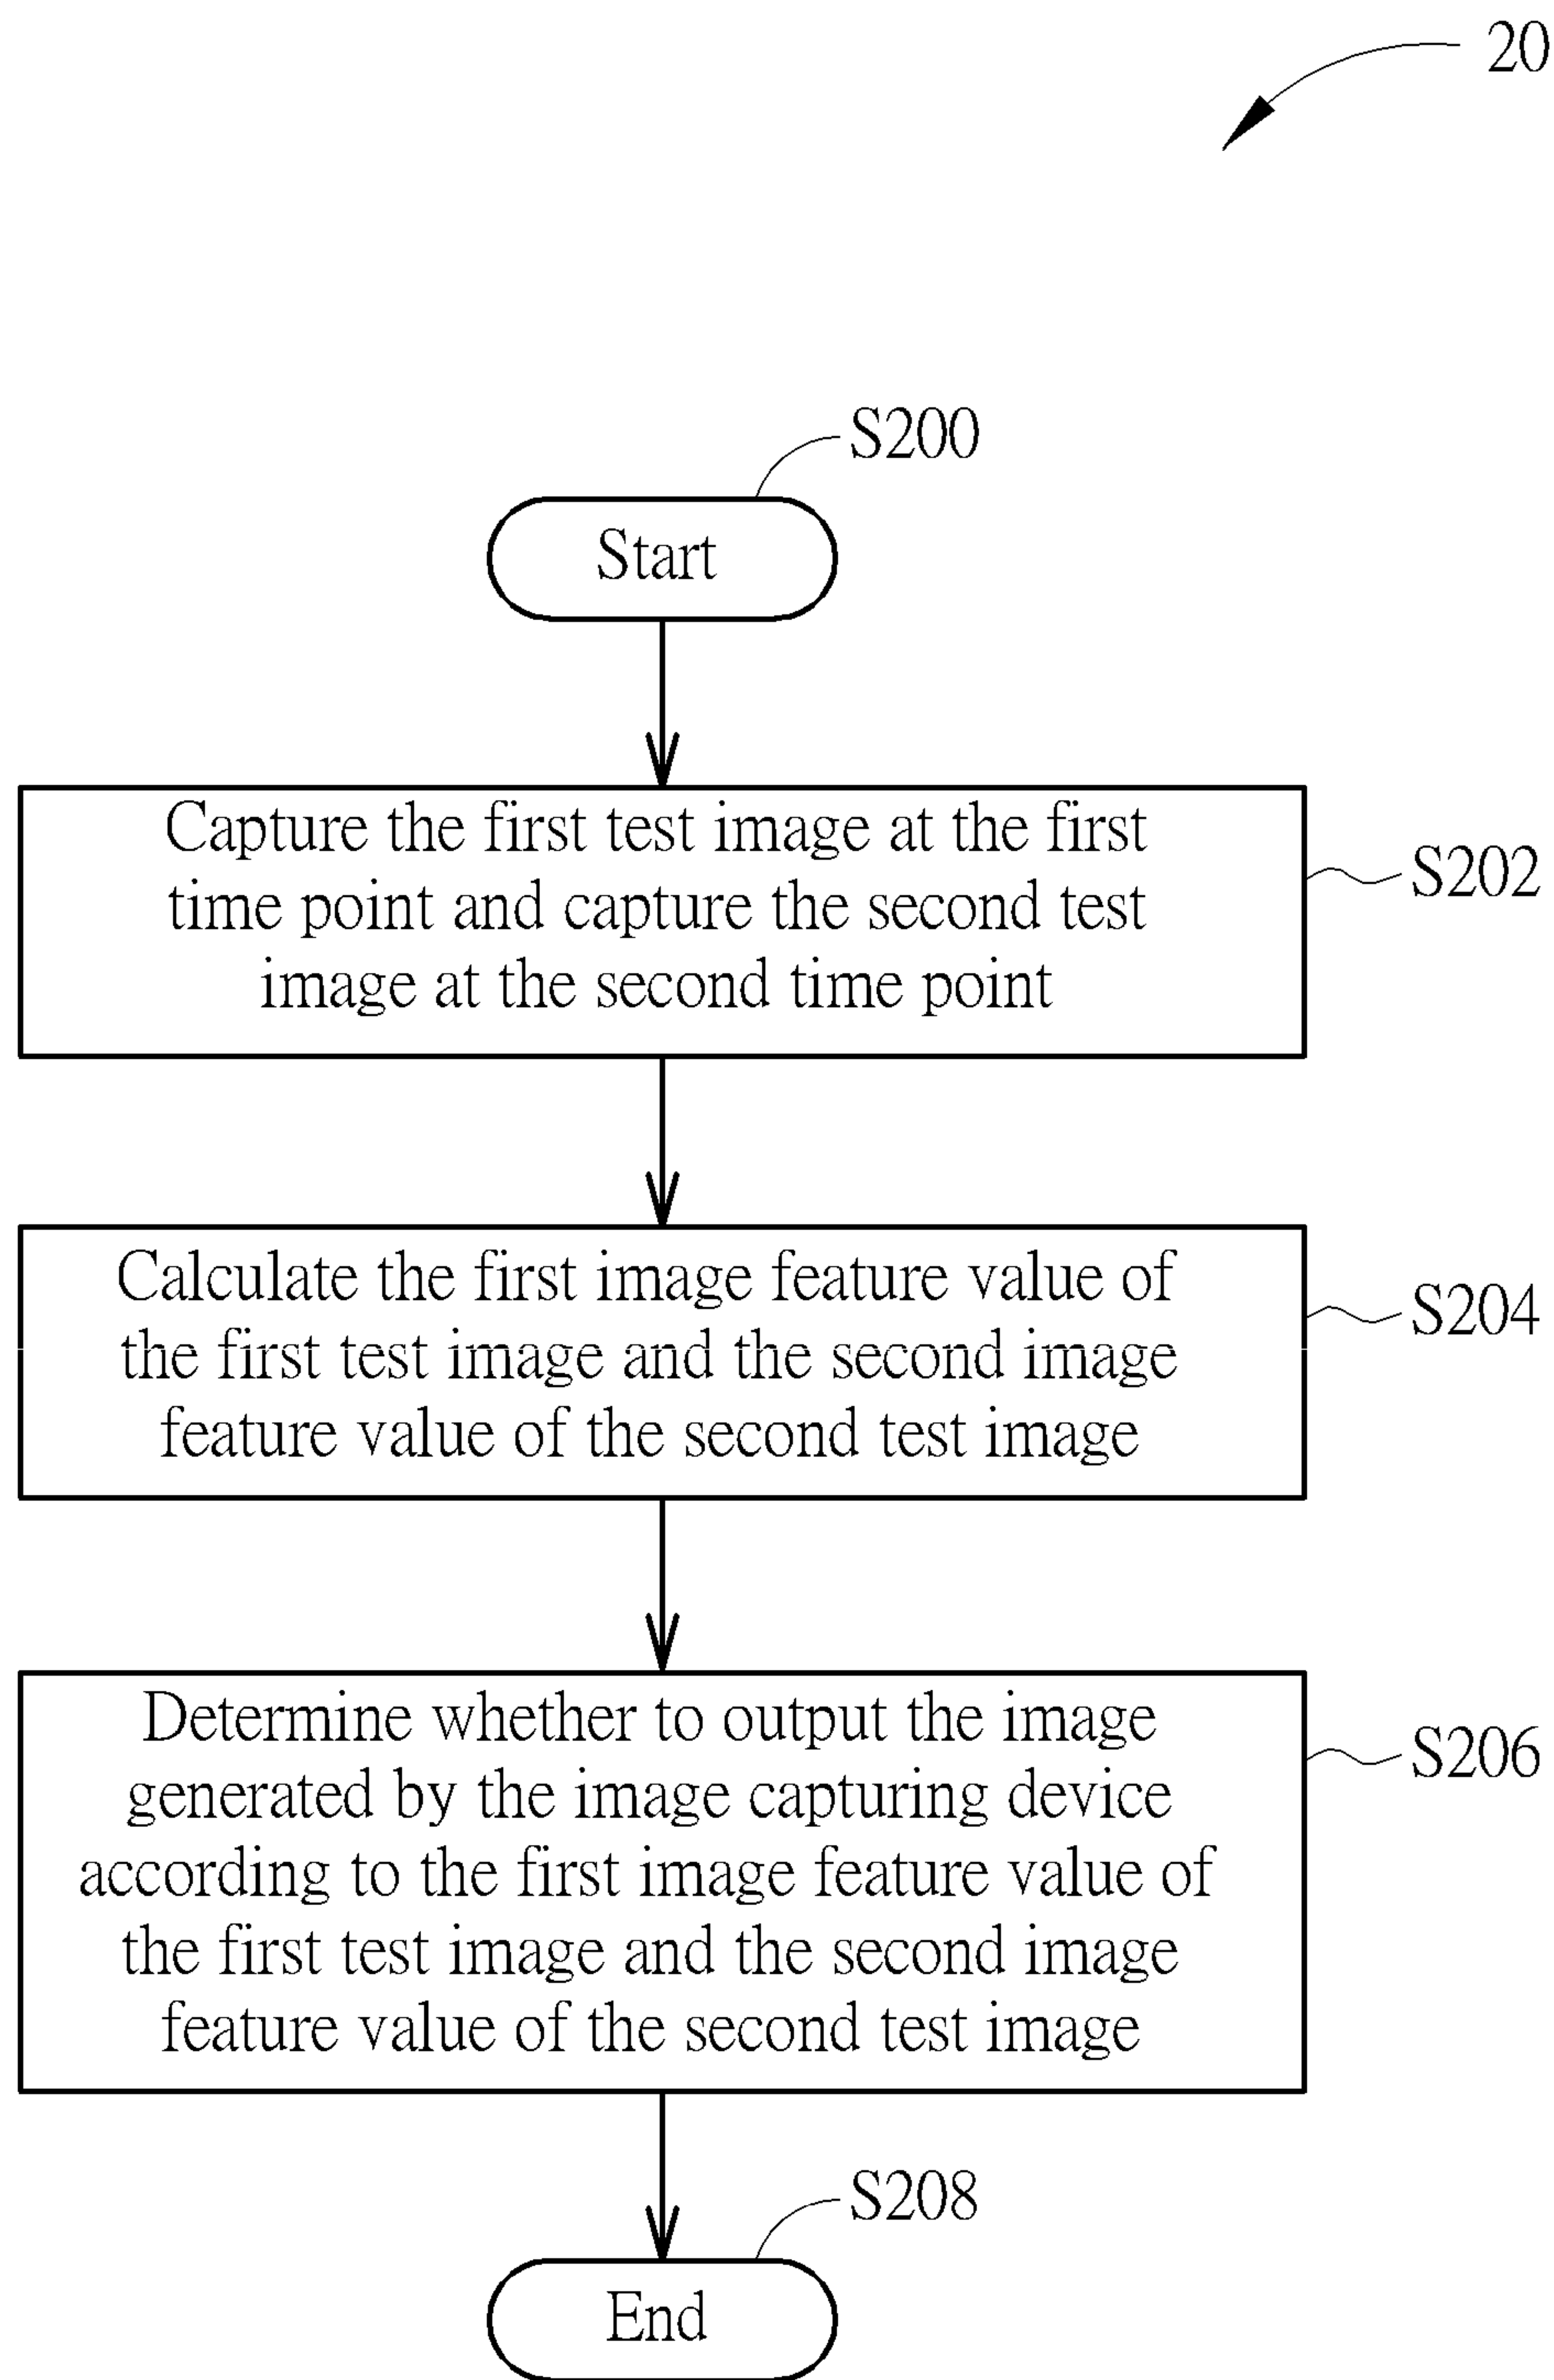 20
S200
Start
Capture the first test image at the first
time point and capture the second test
image at the second time point
S202
Calculate the first image feature value of
the first test image and the second image
feature value of the second test image
S204
Determine whether to output the image
generated by the image capturing device
according to the first image feature value of
the first test image and the second image
feature value of the second test image
S206
S208
End